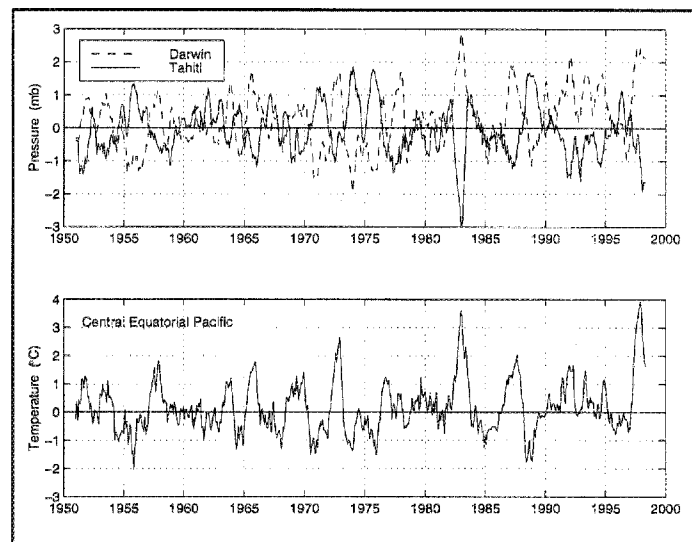 3
2
1
0
−1
−2
−3
Pressure (mb)
Darwin
Tahiti
1950 1955 1960 1965 1970 1975 1980 1985 1990 1995 2000
4
3
2
1
0
−1
−2
−3
Temperature (°C)
Central Equatorial Pacific
1950 1955 1960 1965 1970 1975 1980 1985 1990 1995 2000